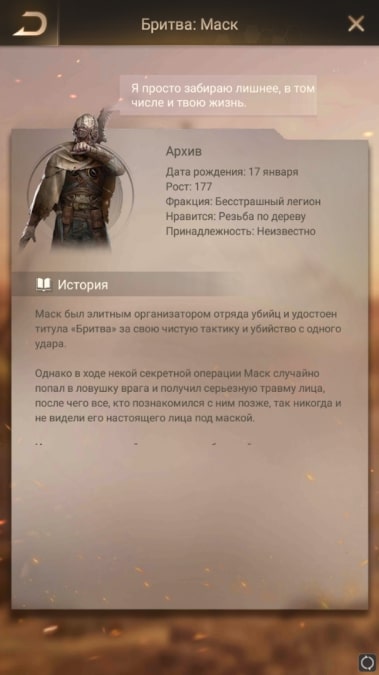 Бритва: Маск
Я просто забираю лишнее, в том
числе и твою жизнь.
Архив
Дата рождения: 17 января
Рост: 177
Фракция: Бесстрашный легион
Нравится: Резьба по дереву
Принадлежность: Неизвестно
История
Маск был элитным организатором отряда убийц и удостоен
титула «Бритва» за свою чистую тактику и убийство с одного
удара.
Однако в ходе некой секретной операции Маск случайно
попал в ловушку врага и получил серьезную травму лица,
после чего все, кто познакомился с ним позже, так никогда и
не видели его настоящего лица под маской.